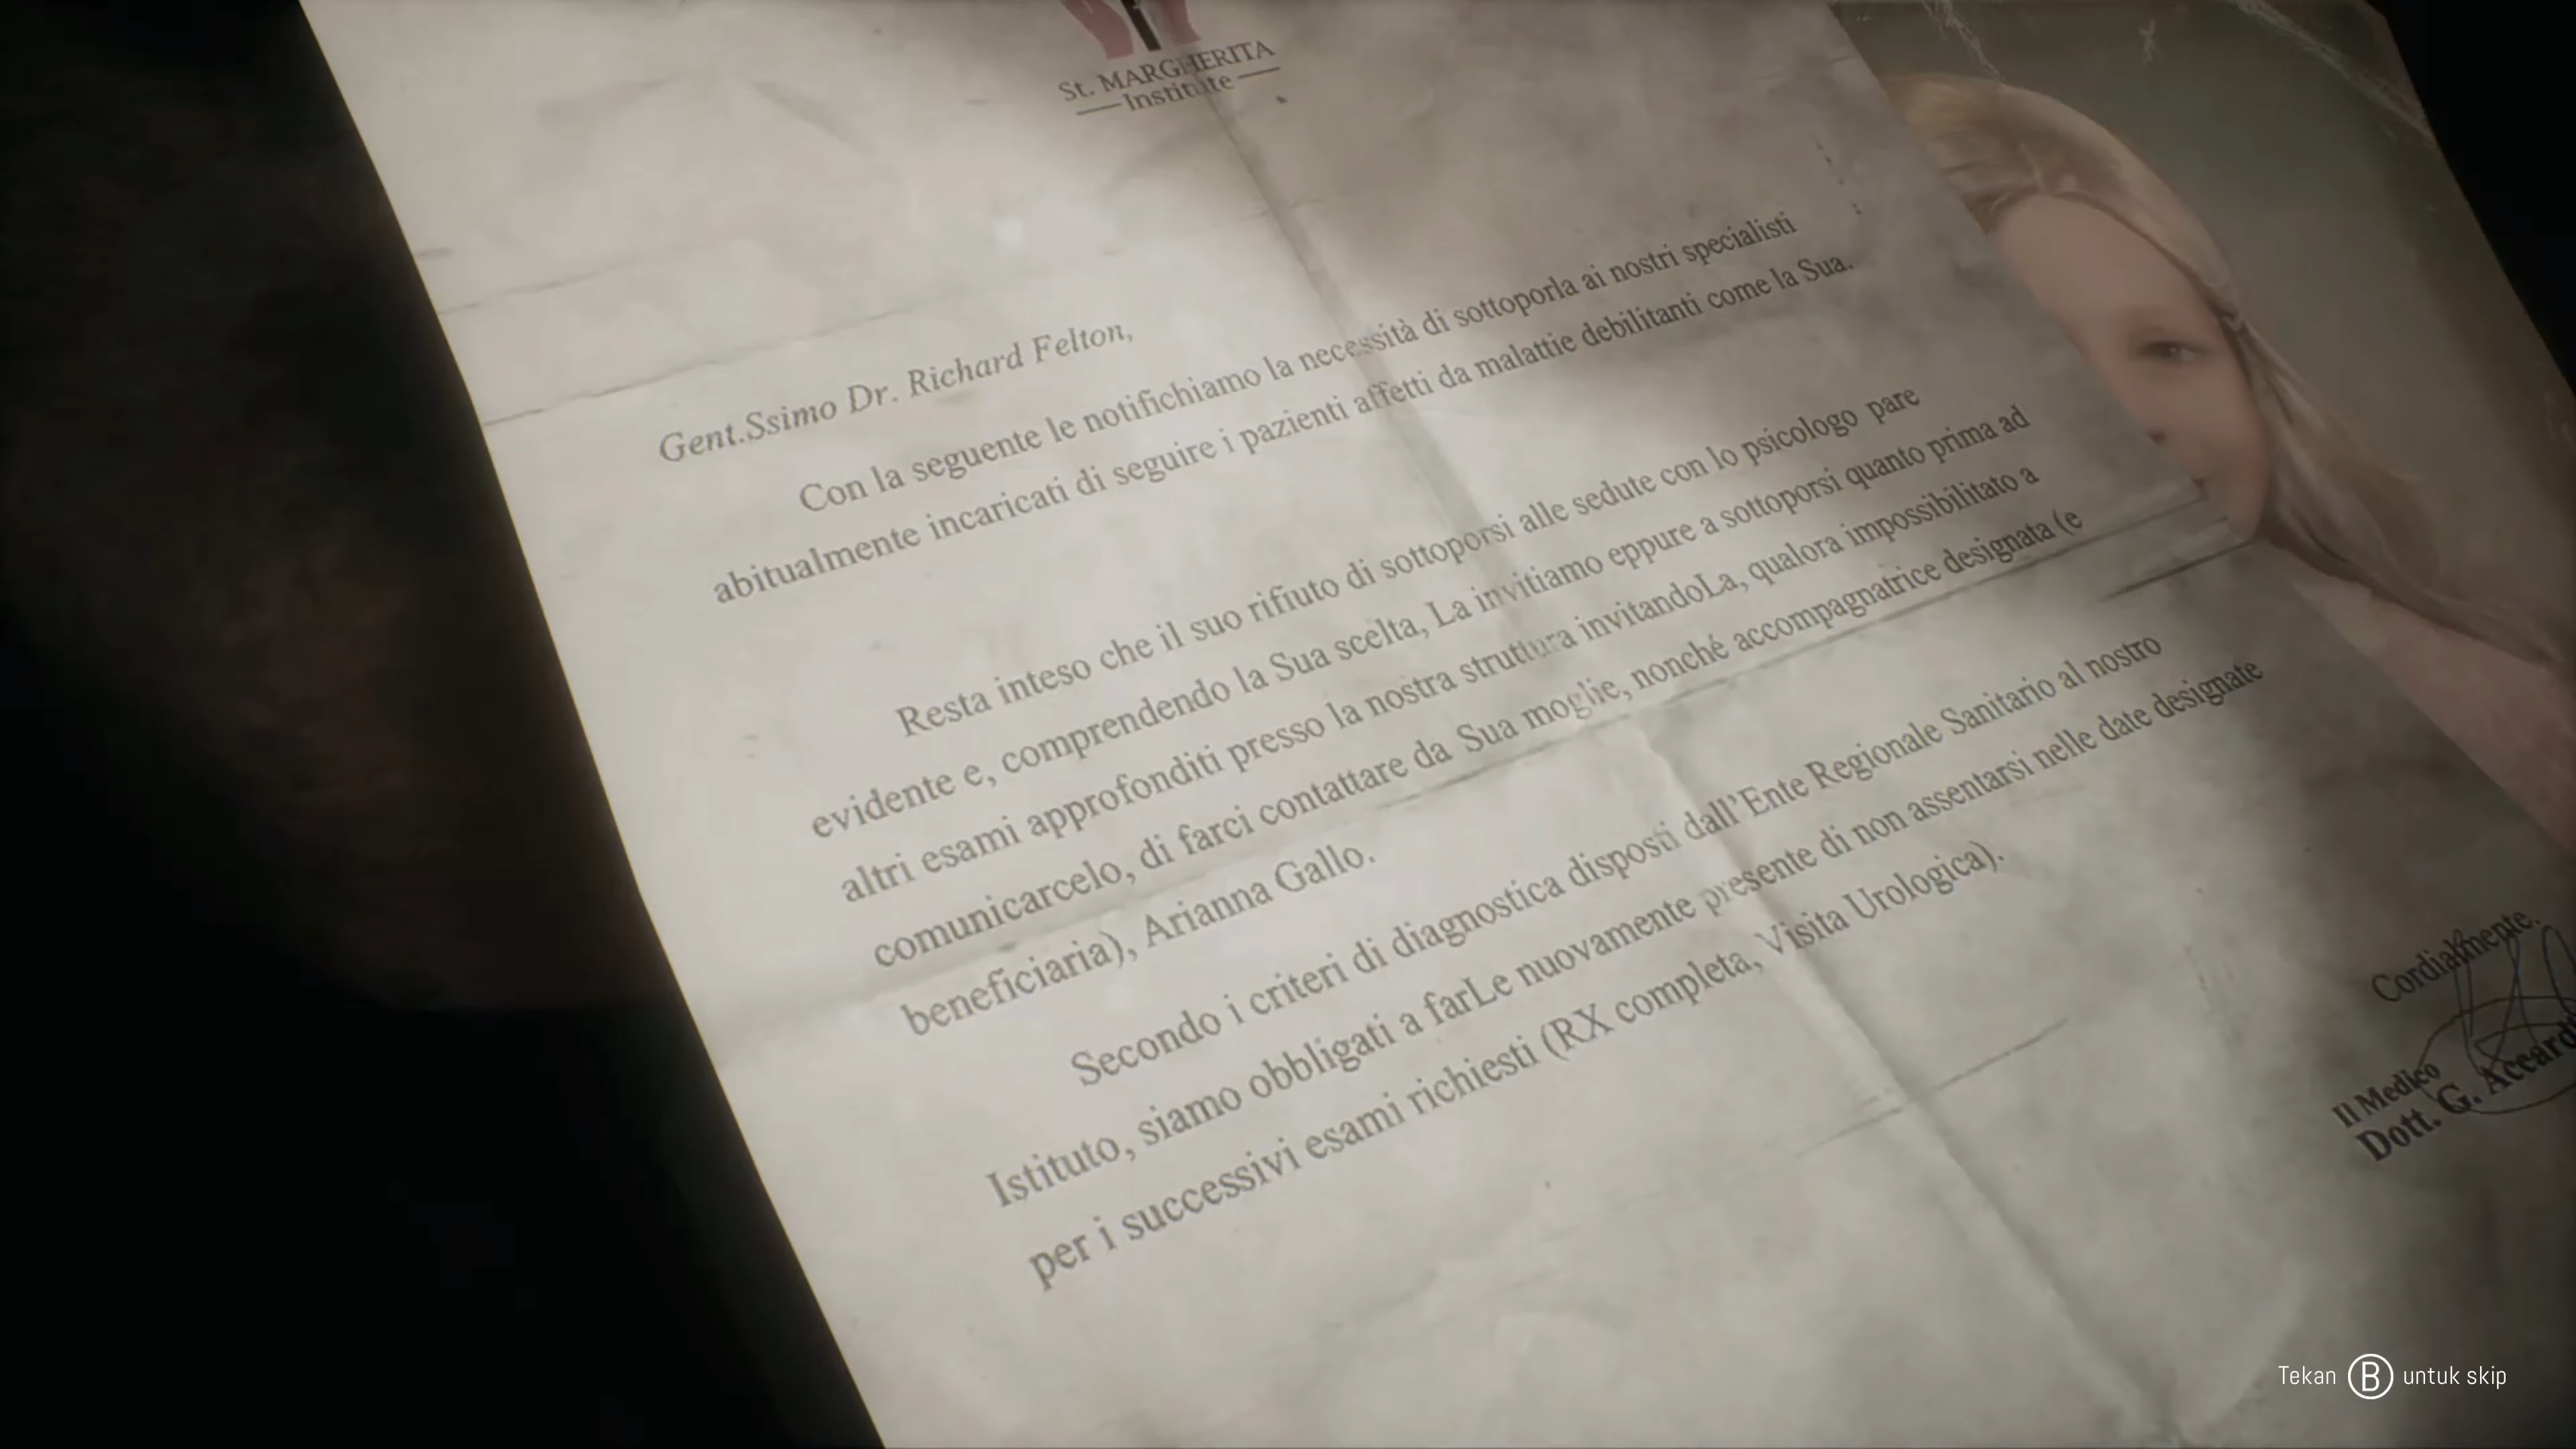 St. MARGHERITA
Institute
Gent.Ssimo Dr. Richard Felton,
Con la seguente le notifichiamo la necessità di sottoporla ai nostri specialisti
abitualmente incaricati di seguire i pazienti affetti da malattie debilitanti come la Sua.
Resta inteso che il suo rifiuto di sottoporsi alle sedute con lo psicologo pare
evidente e, comprendendo la Sua scelta, La invitiamo eppure a sottoporsi quanto prima ad
altri esami approfonditi presso la nostra struttura invitandoLa, qualora impossibilitato a
comunicarcelo, di farci contattare da Sua moglie, nonché accompagnatrice designata (e
beneficiaria), Arianna Gallo.
Secondo i criteri di diagnostica disposti dall'Ente Regionale Sanitario al nostro
Istituto, siamo obbligati a farLe nuovamente presente di non assentarsi nelle date designate
per i successivi esami richiesti (RX completa, Visita Urologica).
Cordialmente.
Il Medico
Dott. G.
Tekan B untuk skip